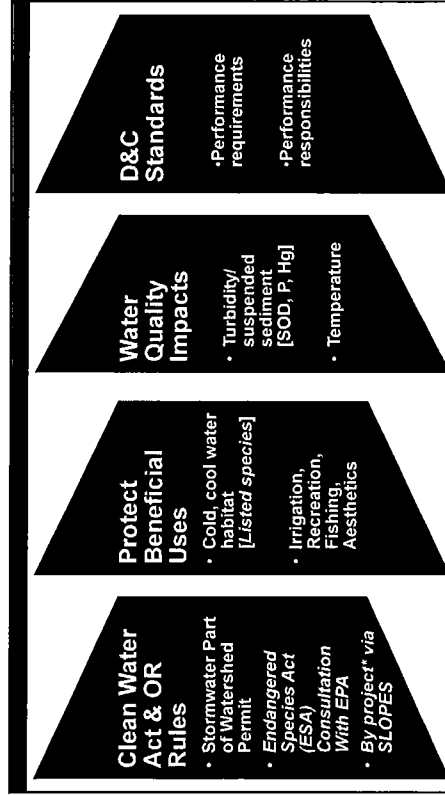 Clean Water
Act & OR
Rules
• Stormwater Part
of Watershed
Permit
• Endangered
Species Act
(ESA)
Consultation
With EPA
• By project* via
SLOPES
Protect
Beneficial
Uses
• Cold, cool water
habitat
[Listed species]
• Irrigation,
Recreation,
Fishing,
Aesthetics
Water
Quality
Impacts
• Turbidity/
suspended
sediment
[SOD, P, Hg]
• Temperature
D&C
Standards
•Performance
requirements
•Performance
responsibilities